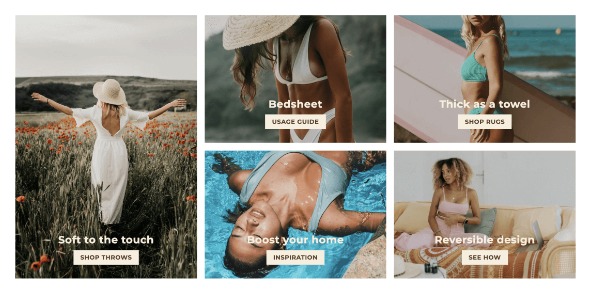 Bedsheet
USAGE GUIDE
Thick as a towel
SHOP RUGS
Soft to the touch
SHOP THROWS
Boost your home
INSPIRATION
Reversible design
SEE HOW